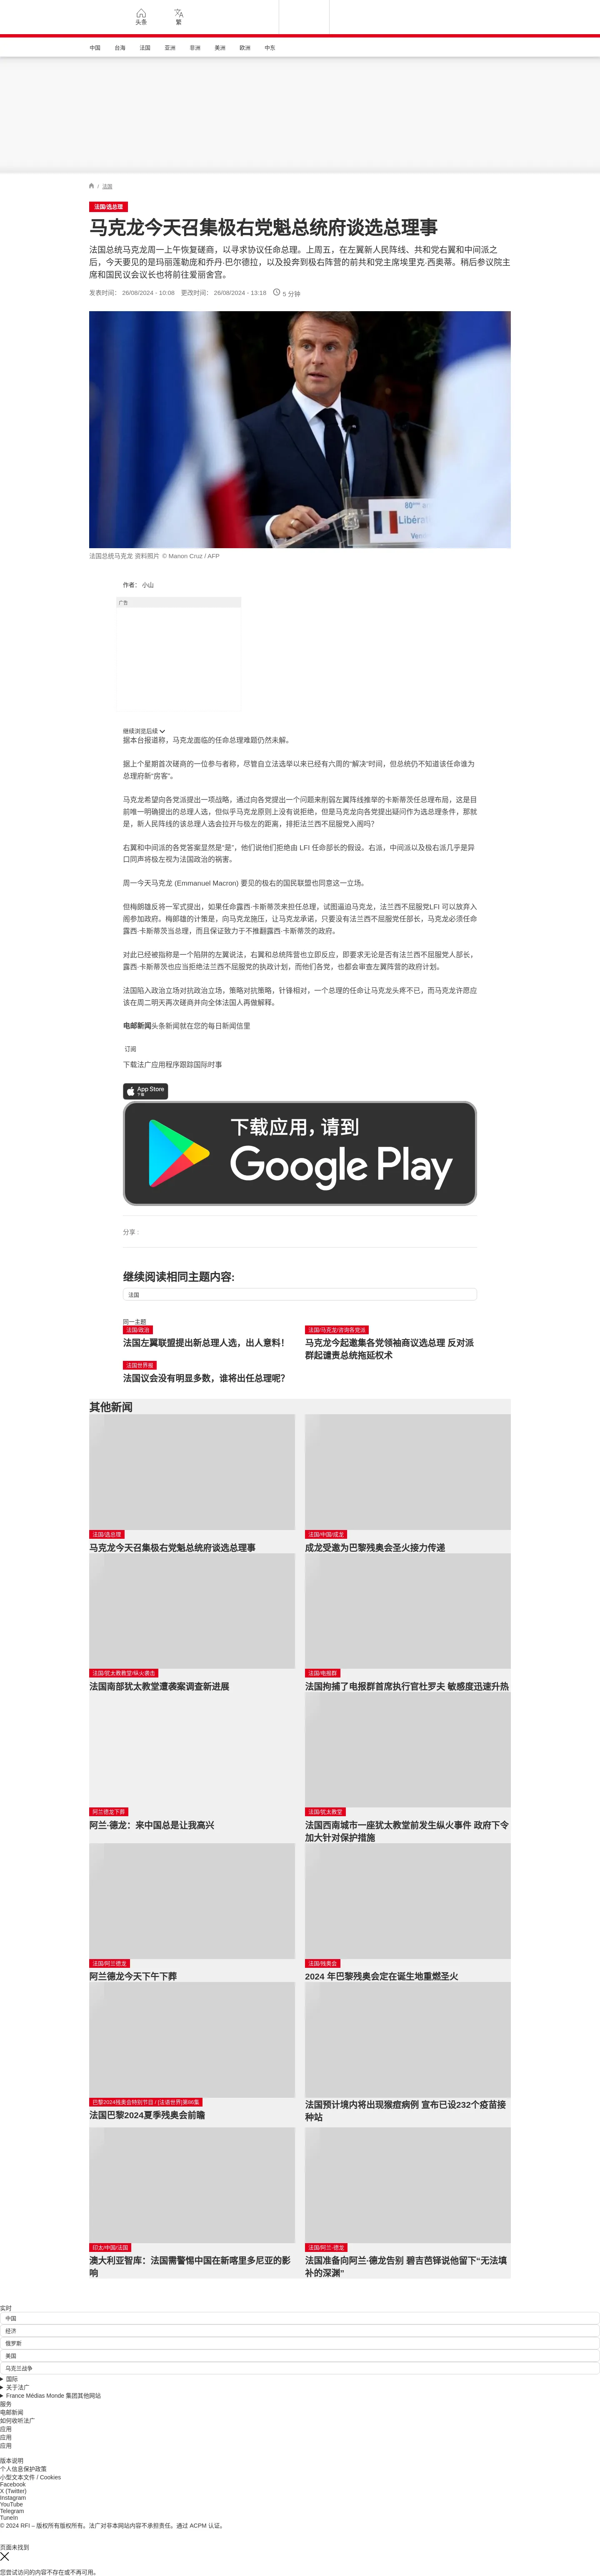 头条
繁
中国
台海
法国
亚洲
非洲
美洲
欧洲
中东
/ 法国
法国/选总理
马克龙今天召集极右党魁总统府谈选总理事
法国总统马克龙周一上午恢复磋商，以寻求协议任命总理。上周五，在左翼新人民阵线、共和党右翼和中间派之
后，今天要见的是玛丽莲勒庞和乔丹·巴尔德拉，以及投奔到极右阵营的前共和党主席埃里克·西奥蒂。稍后参议院主
席和国民议会议长也将前往爱丽舍宫。
发表时间： 26/08/2024 - 10:08 更改时间： 26/08/2024 - 13:18 5 分钟
80ème
Libérat
Venn
法国总统马克龙 资料照片 © Manon Cruz / AFP
作者： 小山
广告
继续浏览后续
据本台报道称，马克龙面临的任命总理难题仍然未解。
据上个星期首次磋商的一位参与者称，尽管自立法选举以来已经有六周的“解决”时间，但总统仍不知道该任命谁为
总理府新“房客”。
马克龙希望向各党派提出一项战略，通过向各党提出一个问题来削弱左翼阵线推举的卡斯蒂茨任总理布局，这是目
前唯一明确提出的总理人选，但似乎马克龙原则上没有说拒绝，但是马克龙向各党提出疑问作为选总理条件，那就
是，新人民阵线的该总理人选会拉开与极左的距离，排拒法兰西不屈服党入阁吗？
右翼和中间派的各党答案显然是“是”，他们说他们拒绝由 LFI 任命部长的假设。右派，中间派以及极右派几乎是异
口同声将极左视为法国政治的祸害。
周一今天马克龙 (Emmanuel Macron) 要见的极右的国民联盟也同意这一立场。
但梅朗雄反将一军式提出，如果任命露西·卡斯蒂茨来担任总理，试图逼迫马克龙，法兰西不屈服党LFI 可以放弃入
阁参加政府。梅郞雄的计策是，向马克龙施压，让马克龙承诺，只要没有法兰西不屈服党任部长，马克龙必须任命
露西·卡斯蒂茨当总理，而且保证致力于不推翻露西·卡斯蒂茨的政府。
对此已经被指称是一个陷阱的左翼说法，右翼和总统阵营也立即反应，即要求无论是否有法兰西不屈服党人部长，
露西·卡斯蒂茨也应当拒绝法兰西不屈服党的执政计划，而他们各党，也都会审查左翼阵营的政府计划。
法国陷入政治立场对抗政治立场，策略对抗策略，针锋相对，一个总理的任命让马克龙头疼不已，而马克龙许愿应
该在周二明天再次磋商并向全体法国人再做解释。
电邮新闻头条新闻就在您的每日新闻信里
订阅
下载法广应用程序跟踪国际时事
App Store
下载
下载应用，请到
Google Play
分享 :
继续阅读相同主题内容:
法国
同一主题
法国/政治
法国左翼联盟提出新总理人选，出人意料！
法国/马克龙/咨询各党派
马克龙今起邀集各党领袖商议选总理 反对派
群起谴责总统拖延权术
法国世界报
法国议会没有明显多数，谁将出任总理呢？
其他新闻
法国/选总理
马克龙今天召集极右党魁总统府谈选总理事
法国/中国/成龙
成龙受邀为巴黎残奥会圣火接力传递
法国/犹太教教堂/纵火袭击
法国南部犹太教堂遭袭案调查新进展
法国/电报群
法国拘捕了电报群首席执行官杜罗夫 敏感度迅速升热
阿兰德龙下葬
阿兰·德龙：来中国总是让我高兴
法国/犹太教堂
法国西南城市一座犹太教堂前发生纵火事件 政府下令
加大针对保护措施
法国/阿兰德龙
阿兰德龙今天下午下葬
法国/残奥会
2024 年巴黎残奥会定在诞生地重燃圣火
巴黎2024残奥会特别节目 / [法语世界]第86集
法国巴黎2024夏季残奥会前瞻
法国预计境内将出现猴痘病例 宣布已设232个疫苗接
种站
印太/中国/法国
澳大利亚智库：法国需警惕中国在新喀里多尼亚的影
响
法国/阿兰·德龙
法国准备向阿兰·德龙告别 碧吉芭铎说他留下“无法填
补的深渊”
实时
中国
经济
俄罗斯
美国
乌克兰战争
国际
关于法广
France Médias Monde 集团其他网站
服务
电邮新闻
如何收听法广
应用
应用
应用
版本说明
个人信息保护政策
小型文本文件 / Cookies
Facebook
X (Twitter)
Instagram
YouTube
Telegram
TuneIn
© 2024 RFI – 版权所有版权所有。法广对非本网站内容不承担责任。通过 ACPM 认证。
页面未找到
您尝试访问的内容不存在或不再可用。